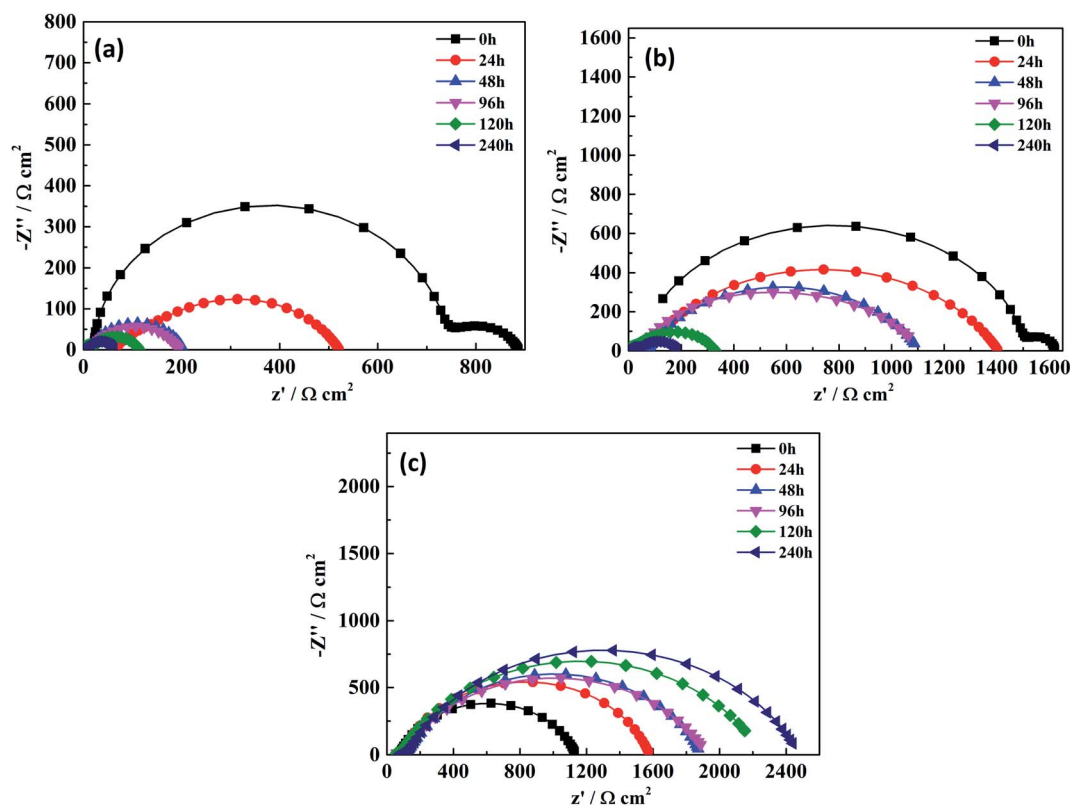 (a)
800
700
600
500
400
300
200
100
0
-Z'' / Ω cm²
0 200 400 600 800
z' / Ω cm²
0h
24h
48h
96h
120h
240h
(b)
1600
1400
1200
1000
800
600
400
200
0
-Z'' / Ω cm²
0 200 400 600 800 1000 1200 1400 1600
z' / Ω cm²
0h
24h
48h
96h
120h
240h
(c)
2000
1500
1000
500
0
-Z'' / Ω cm²
0 400 800 1200 1600 2000 2400
z' / Ω cm²
0h
24h
48h
96h
120h
240h